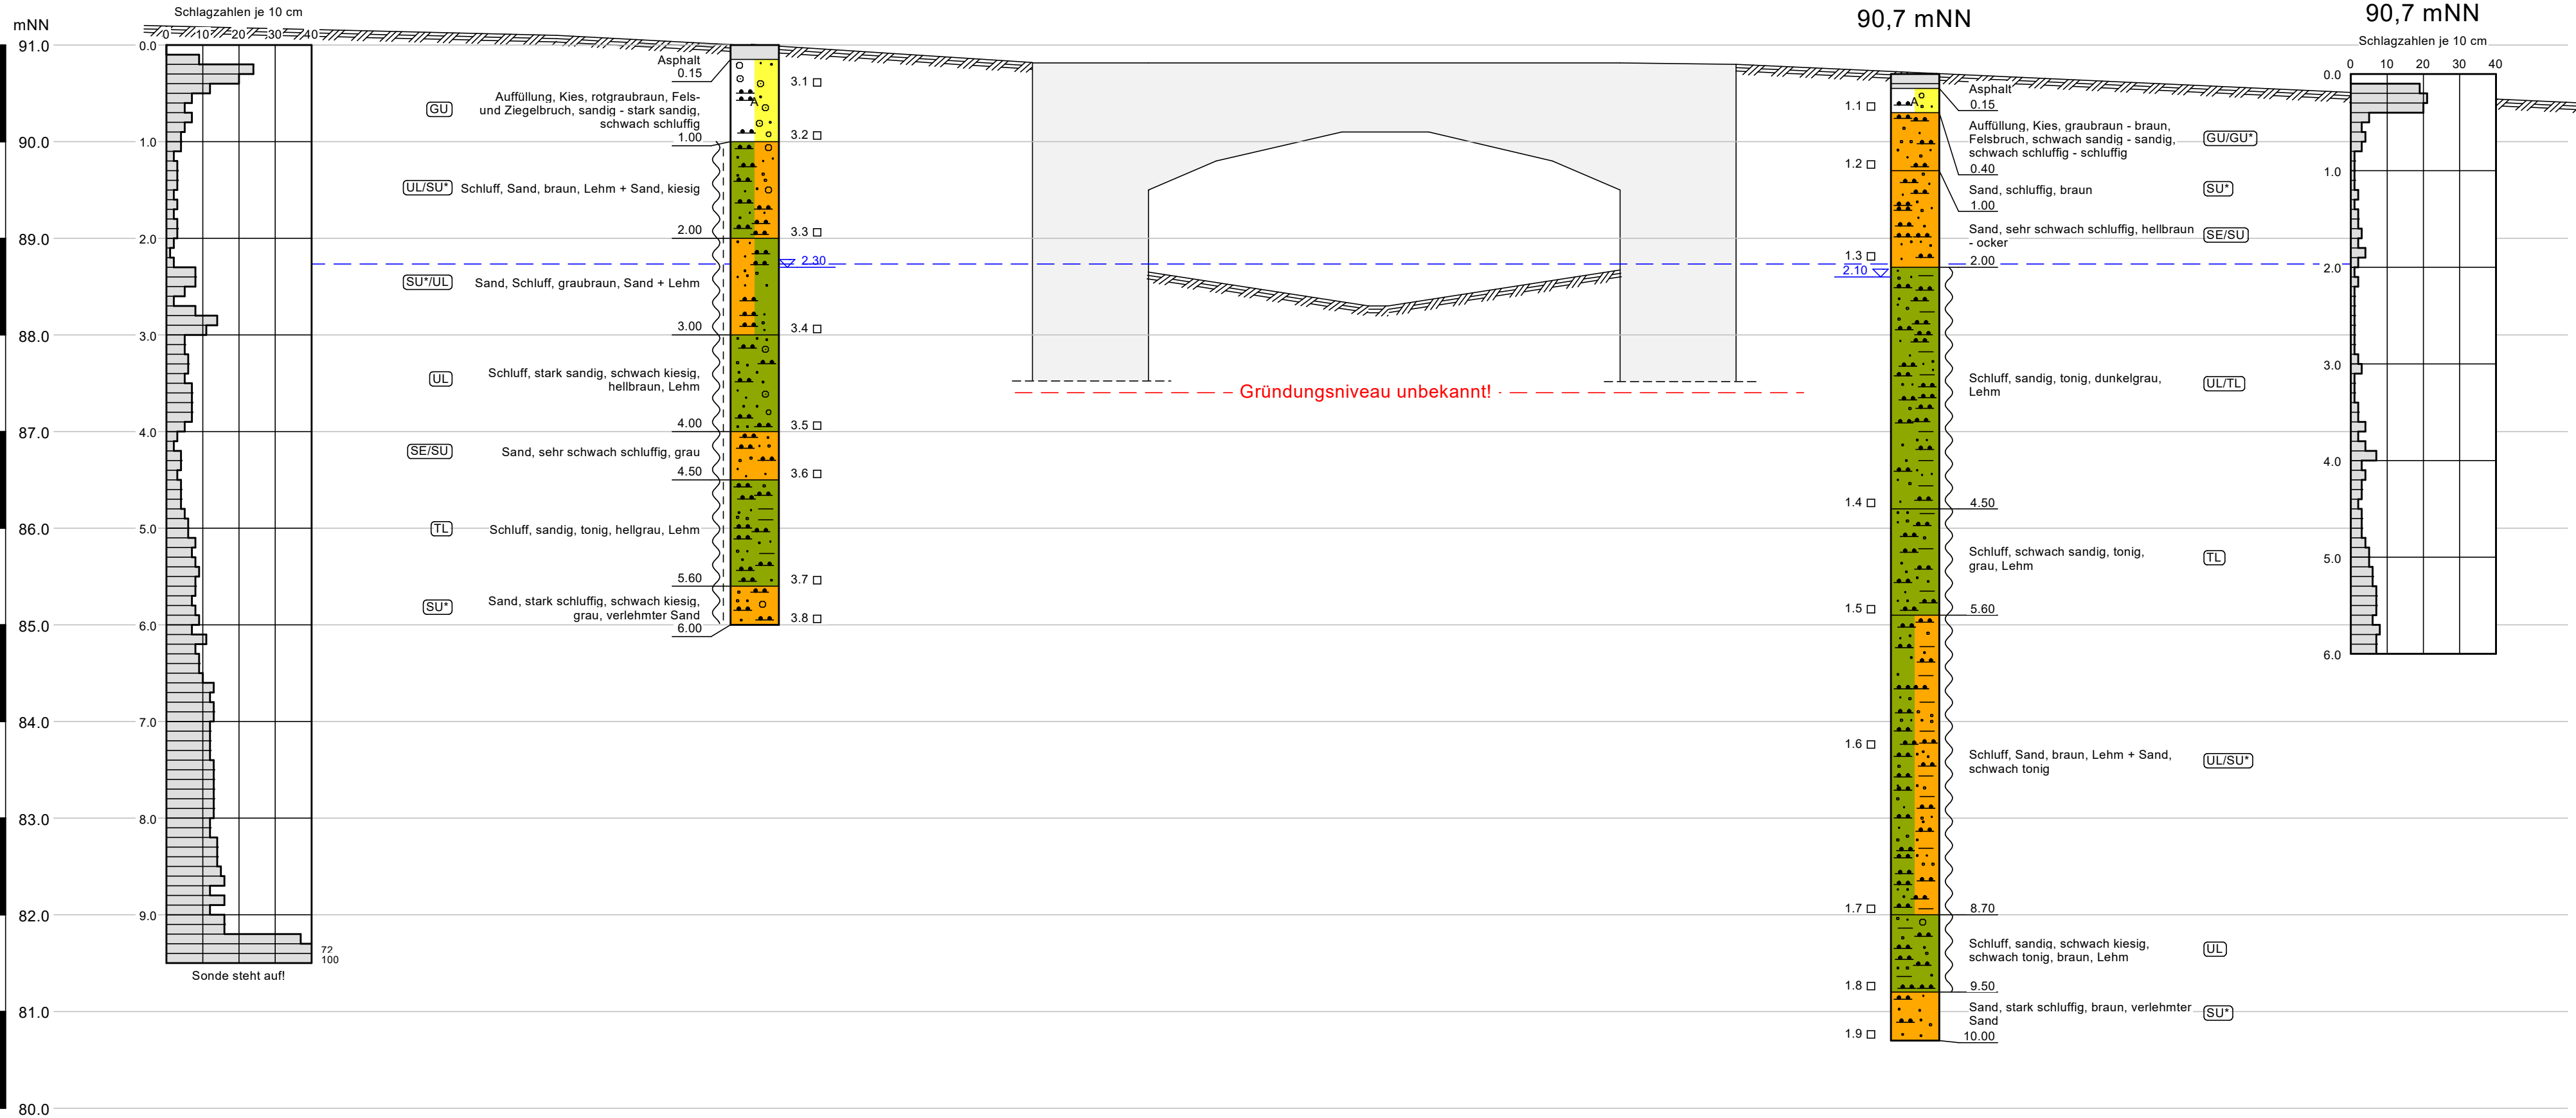 mNN
91.0
90.0
89.0
88.0
87.0
86.0
85.0
84.0
83.0
82.0
81.0
80.0
Schlagzahlen je 10 cm
0 10 20 30 40
0.0
1.0
2.0
3.0
4.0
5.0
6.0
7.0
8.0
9.0
72
100
Sonde steht auf!
Asphalt
0.15
GU
Auffüllung, Kies, rotgraubraun, Fels-
und Ziegelbruch, sandig - stark sandig,
schwach schluffig
1.00
UL/SU*
Schluff, Sand, braun, Lehm + Sand, kiesig
2.00
SU*/UL
Sand, Schluff, graubraun, Sand + Lehm
3.00
UL
Schluff, stark sandig, schwach kiesig,
hellbraun, Lehm
4.00
SE/SU
Sand, sehr schwach schluffig, grau
4.50
TL
Schluff, sandig, tonig, hellgrau, Lehm
5.60
SU*
Sand, stark schluffig, schwach kiesig,
grau, verlehmter Sand
6.00
A
3.1
3.2
3.3
2.30
3.4
3.5
3.6
3.7
3.8
Gründungsniveau unbekannt!
90,7 mNN
1.1
1.2
1.3
2.10
1.4
1.5
1.6
1.7
1.8
1.9
A
Asphalt
0.15
Auffüllung, Kies, graubraun - braun,
Felsbruch, schwach sandig - sandig,
schwach schluffig - schluffig
GU/GU*
0.40
Sand, schluffig, braun
SU*
1.00
Sand, sehr schwach schluffig, hellbraun
- ocker
SE/SU
2.00
Schluff, sandig, tonig, dunkelgrau,
Lehm
UL/TL
4.50
Schluff, schwach sandig, tonig,
grau, Lehm
TL
5.60
Schluff, Sand, braun, Lehm + Sand,
schwach tonig
UL/SU*
8.70
Schluff, sandig, schwach kiesig,
schwach tonig, braun, Lehm
UL
9.50
Sand, stark schluffig, braun, verlehmter
Sand
SU*
10.00
90,7 mNN
Schlagzahlen je 10 cm
0 10 20 30 40
0.0
1.0
2.0
3.0
4.0
5.0
6.0